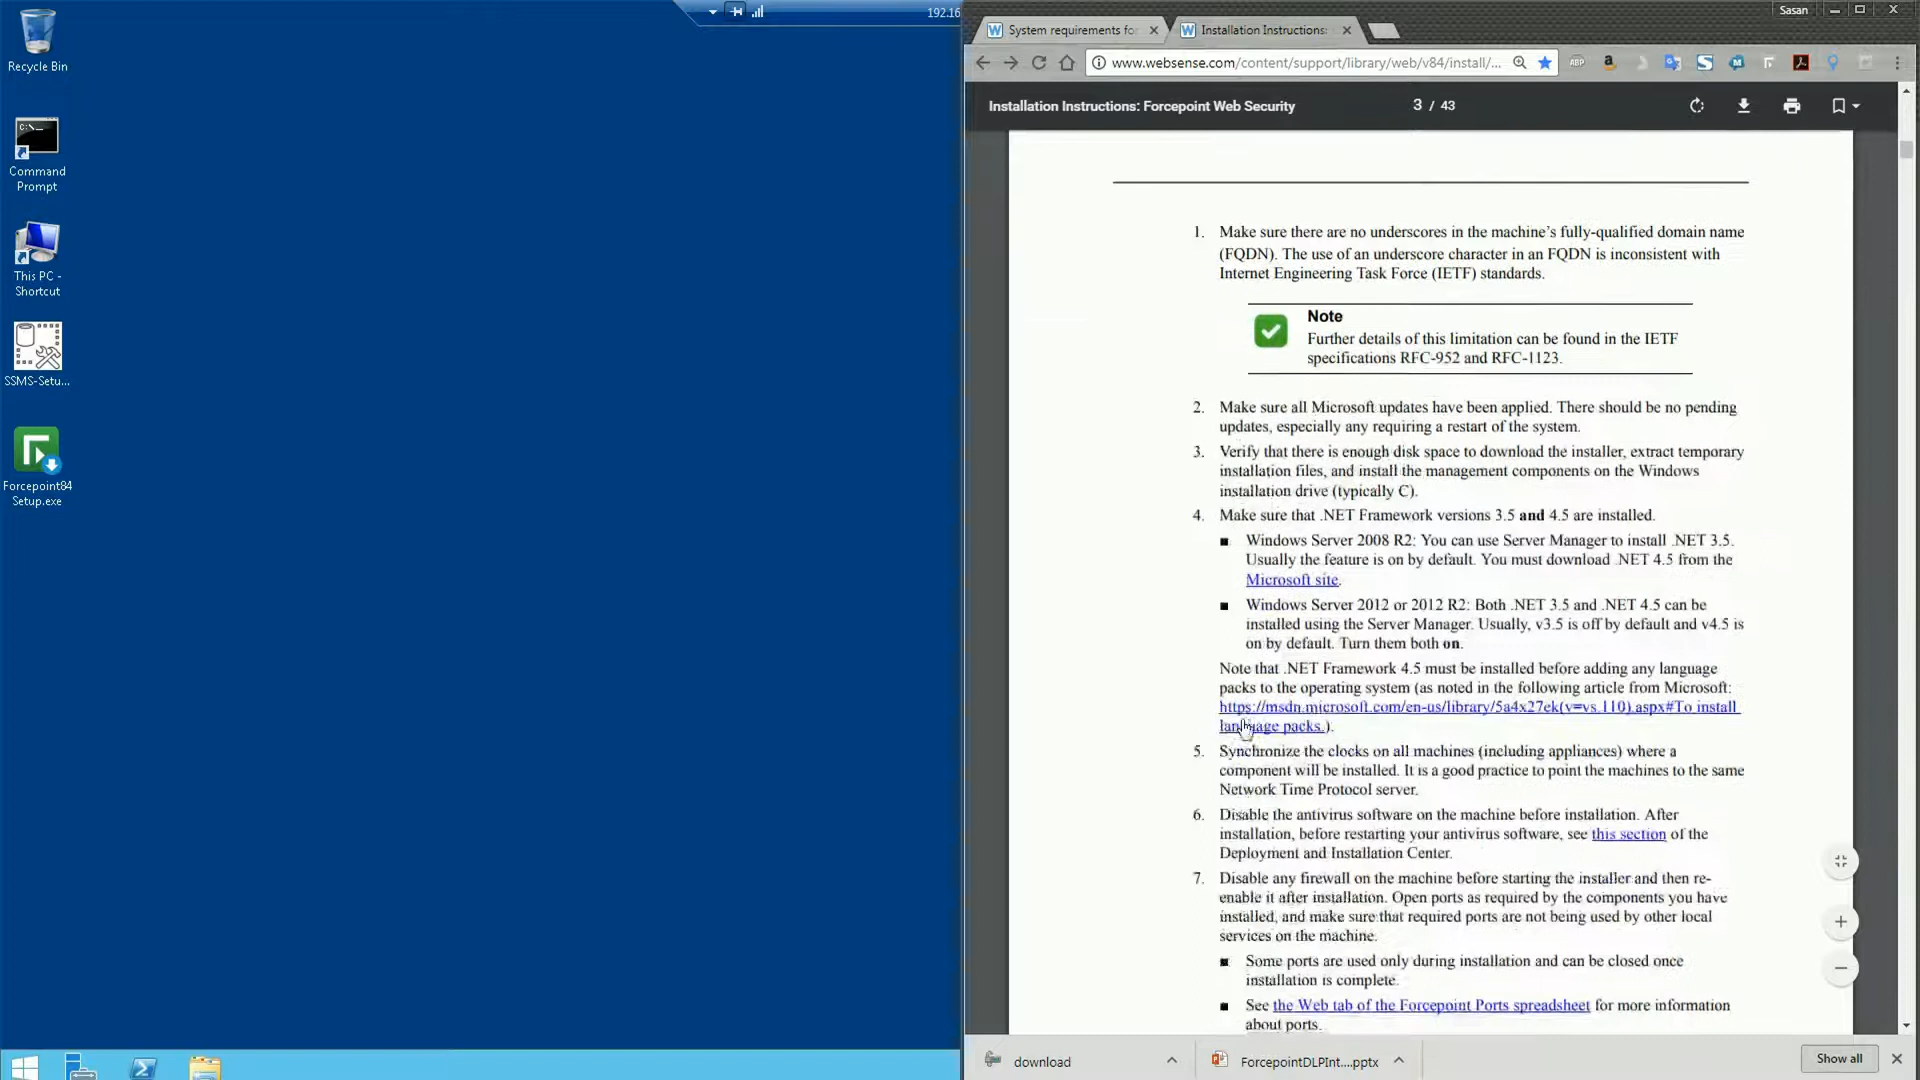 Recycle Bin
Command
Prompt
This PC -
Shortcut
SSMS-Setu...
Forcepoint84
Setup.exe
192.16
Sasan
System requirements fo
Installation Instructions:
www.websense.com/content/support/library/web/v84/install/...
ABP
Installation Instructions: Forcepoint Web Security
3 / 43
1. Make sure there are no underscores in the machine's fully-qualified domain name
(FQDN). The use of an underscore character in an FQDN is inconsistent with
Internet Engineering Task Force (IETF) standards.
Note
Further details of this limitation can be found in the IETF
specifications RFC-952 and RFC-1123.
2. Make sure all Microsoft updates have been applied. There should be no pending
updates, especially any requiring a restart of the system.
3. Verify that there is enough disk space to download the installer, extract temporary
installation files, and install the management components on the Windows
installation drive (typically C).
4. Make sure that .NET Framework versions 3.5 and 4.5 are installed.
■ Windows Server 2008 R2: You can use Server Manager to install .NET 3.5.
Usually the feature is on by default. You must download .NET 4.5 from the
Microsoft site.
■ Windows Server 2012 or 2012 R2: Both .NET 3.5 and .NET 4.5 can be
installed using the Server Manager. Usually, v3.5 is off by default and v4.5 is
on by default. Turn them both on.
Note that .NET Framework 4.5 must be installed before adding any language
packs to the operating system (as noted in the following article from Microsoft:
https://msdn.microsoft.com/en-us/library/5a4x27ek(v=vs.110).aspx#To install
language packs.).
5. Synchronize the clocks on all machines (including appliances) where a
component will be installed. It is a good practice to point the machines to the same
Network Time Protocol server.
6. Disable the antivirus software on the machine before installation. After
installation, before restarting your antivirus software, see this section of the
Deployment and Installation Center.
7. Disable any firewall on the machine before starting the installer and then re-
enable it after installation. Open ports as required by the components you have
installed, and make sure that required ports are not being used by other local
services on the machine.
■ Some ports are used only during installation and can be closed once
installation is complete.
■ See the Web tab of the Forcepoint Ports spreadsheet for more information
about ports.
download
ForcepointDLPInt....pptx
Show all